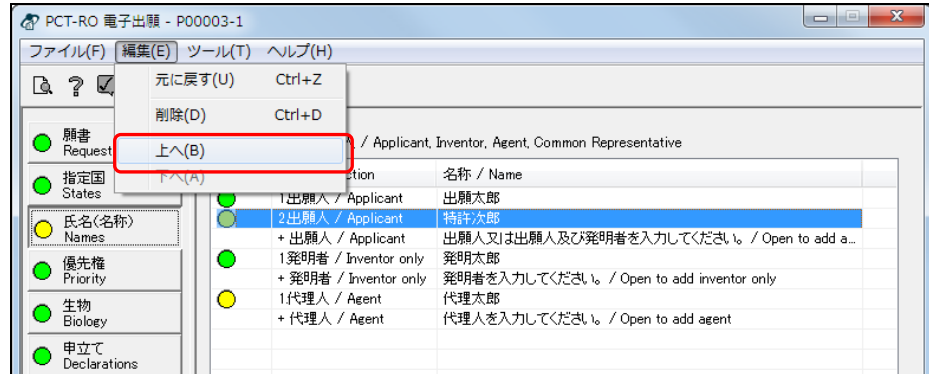 PCT-RO 電子出願 - P00003-1
ファイル(F) 編集(E) ツール(T) ヘルプ(H)
元に戻す(U) Ctrl+Z
削除(D) Ctrl+D
上へ(B)
下へ(A)
願書
Request
/ Applicant, Inventor, Agent, Common Representative
指定国
States
名称 / Name
1出願人 / Applicant 出願太郎
氏名(名称)
Names
2出願人 / Applicant 特許次郎
+ 出願人 / Applicant 出願人又は出願人及び発明者を入力してください。 / Open to add a...
優先権
Priority
1発明者 / Inventor only 発明太郎
+ 発明者 / Inventor only 発明者を入力してください。 / Open to add inventor only
生物
Biology
1代理人 / Agent 代理太郎
+ 代理人 / Agent 代理人を入力してください。 / Open to add agent
申立て
Declarations